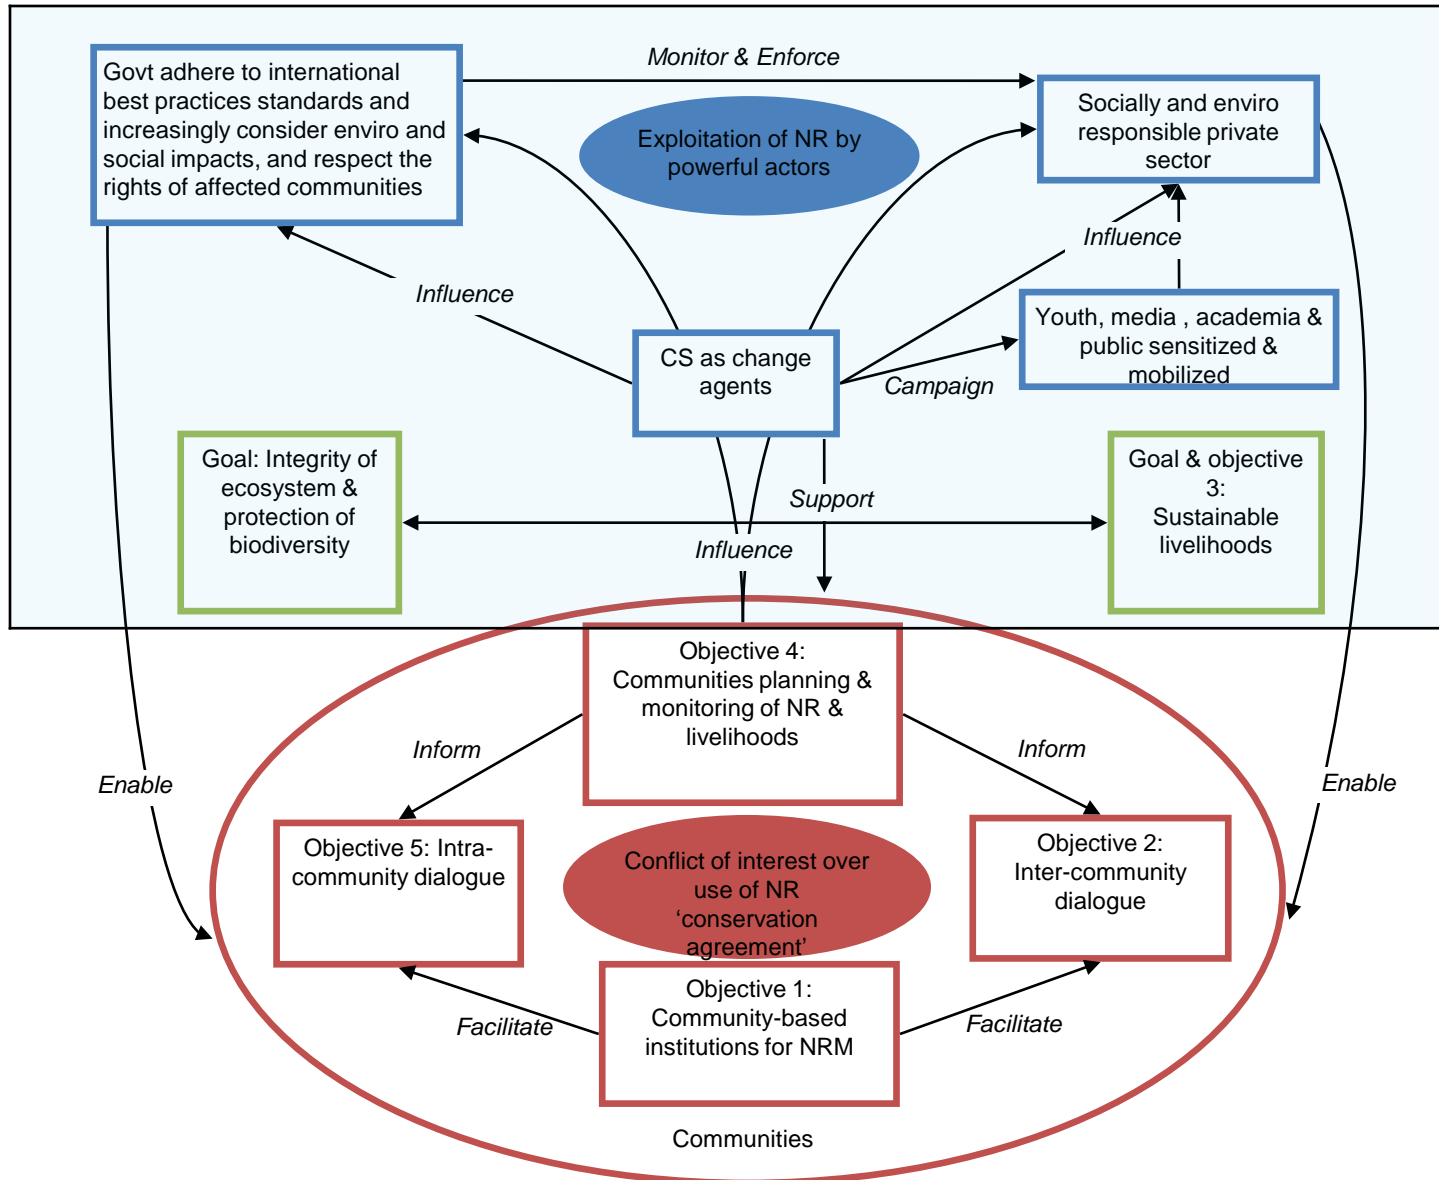 Monitor & Enforce
Govt adhere to international
best practices standards and
increasingly consider enviro and
social impacts, and respect the
rights of affected communities
Exploitation of NR by
powerful actors
Socially and enviro
responsible private
sector
Influence
Influence
Youth, media , academia &
public sensitized &
mobilized
CS as change
agents
Campaign
Goal: Integrity of
ecosystem &
protection of
biodiversity
Support
Influence
Goal & objective
3:
Sustainable
livelihoods
Objective 4:
Communities planning &
monitoring of NR &
livelihoods
Inform
Inform
Enable
Enable
Objective 5: Intra-
community dialogue
Conflict of interest over
use of NR
‘conservation
agreement’
Objective 2:
Inter-community
dialogue
Objective 1:
Community-based
institutions for NRM
Facilitate
Facilitate
Communities